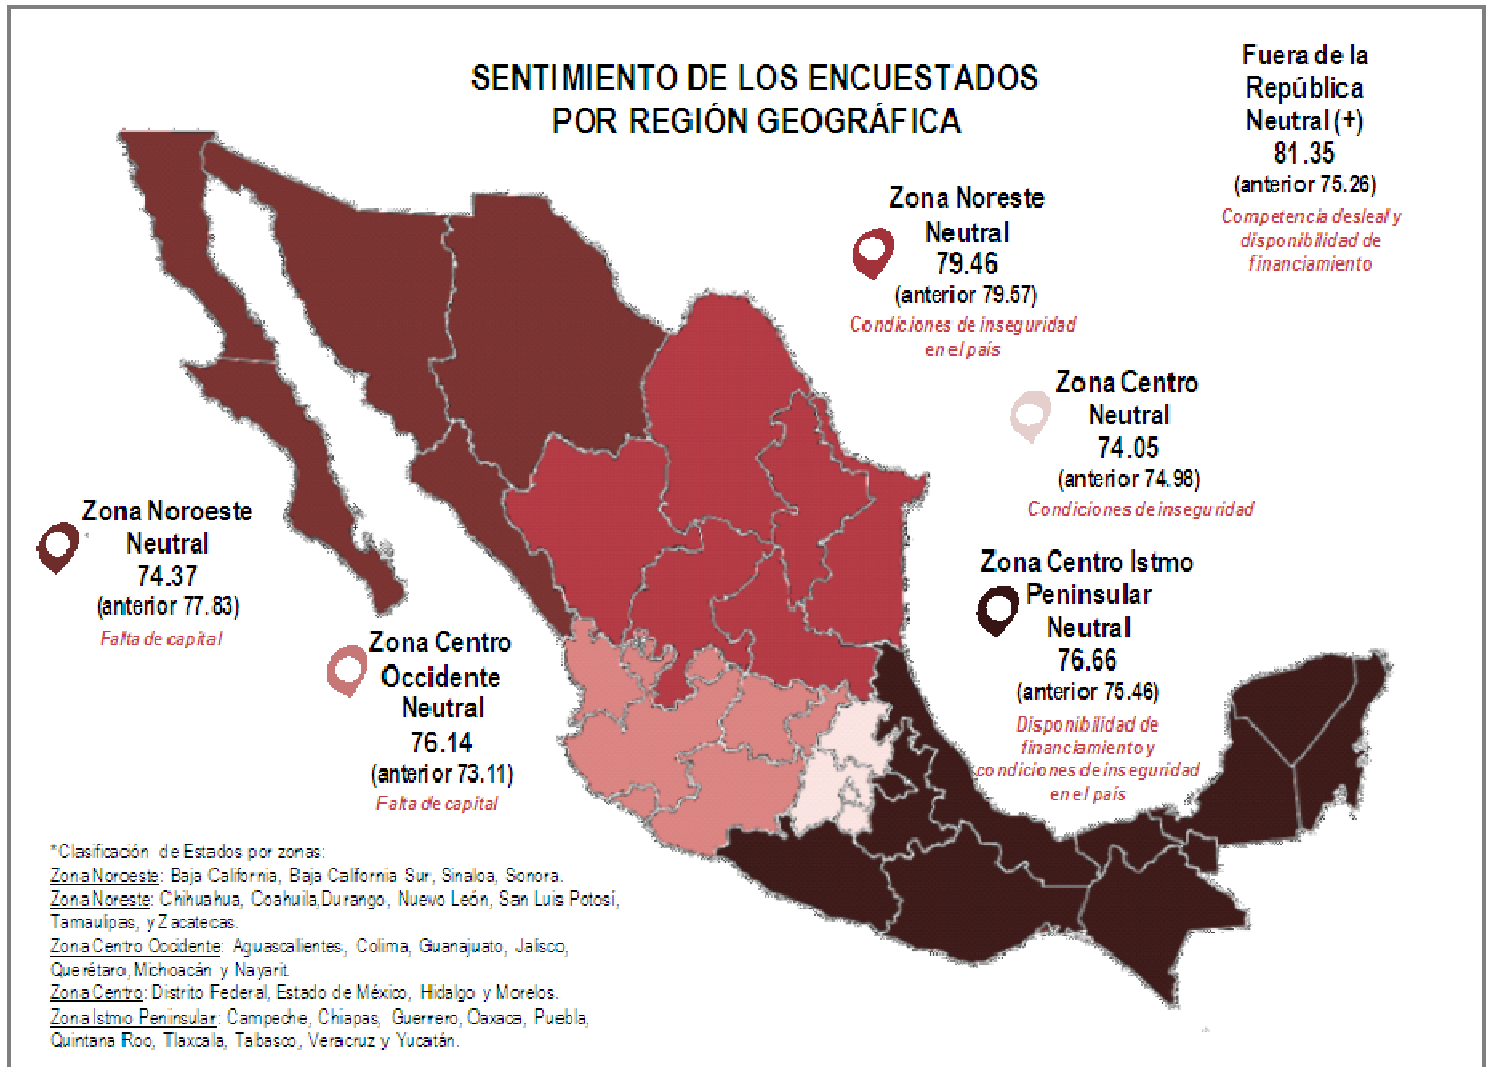 SENTIMIENTO DE LOS ENCUESTADOS
POR REGIÓN GEOGRÁFICA
Fuera de la
República
Neutral (+)
81.35
(anterior 75.26)
Competencia desleal y
disponibilidad de
financiamiento
Zona Noreste
Neutral
79.46
(anterior 79.57)
Condiciones de inseguridad
en el país
Zona Centro
Neutral
74.05
(anterior 74.98)
Condiciones de inseguridad
Zona Noroeste
Neutral
74.37
(anterior 77.83)
Falta de capital
Zona Centro Istmo
Peninsular
Neutral
76.66
(anterior 75.46)
Disponibilidad de
financiamiento y
condiciones de inseguridad
en el país
Zona Centro
Occidente
Neutral
76.14
(anterior 73.11)
Falta de capital
*Clasificación de Estados por zonas:
Zona Noroeste: Baja California, Baja Calfornia Sur, Sinaloa, Sonora.
Zona Noreste: Chihuahua, Coahuila,Durango, Nuevo León, San Luis Potosí,
Tamaulipas, y Zacatecas.
Zona Centro Occidente: Aguascalientes, Colima, Guanajuato, Jalisco,
Querétaro, Michoacán y Nayarit.
Zona Centro: Distrito Federal, Estado de México, Hidalgo y Morelos.
Zona Istmo Peninsular: Campeche, Chiapas, Guerrero, Oaxaca, Puebla,
Quintana Roo, Tlaxcala, Tabasco, Veracruz y Yucatán.